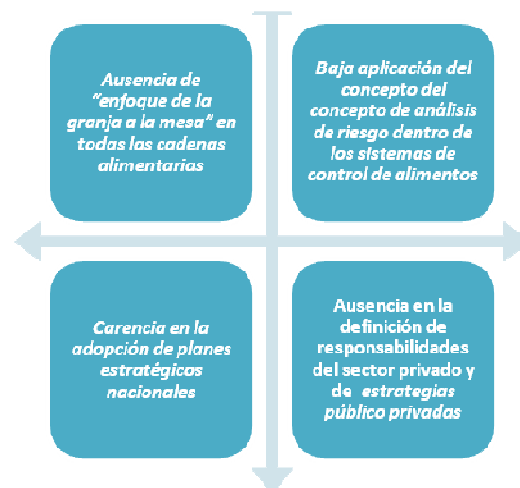 Ausencia de
"enfoque de la
granja a la mesa" en
todas las cadenas
alimentarias
Baja aplicación del
concepto del
concepto de análisis
de riesgo dentro de
los sistemas de
control de alimentos
Carencia en la
adopción de planes
estratégicos
nacionales
Ausencia en la
definición de
responsabilidades
del sector privado y
de estrategias
público privadas